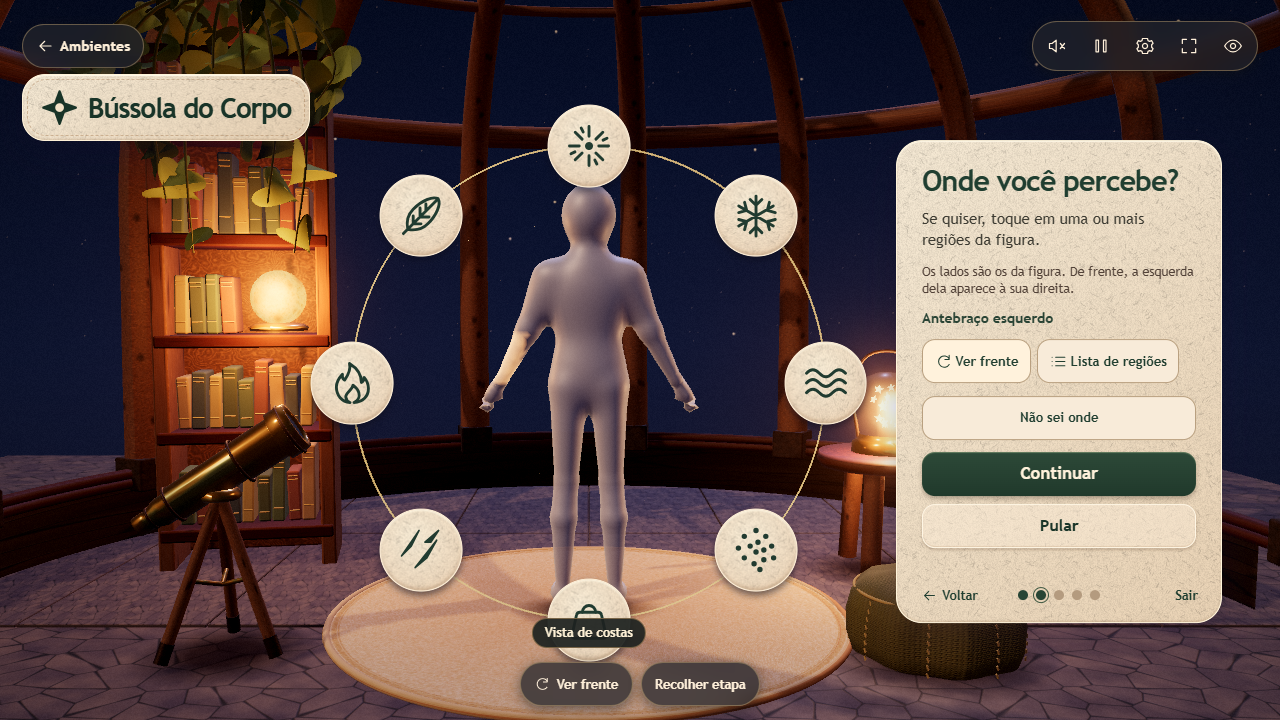 Ambientes
Bússola do Corpo
Onde você percebe?
Se quiser, toque em uma ou mais
regiões da figura.
Os lados são os da figura. De frente, a esquerda
dela aparece à sua direita.
Antebraço esquerdo
Ver frente
Lista de regiões
Não sei onde
Continuar
Pular
Voltar
Sair
Vista de costas
Ver frente
Recolher etapa